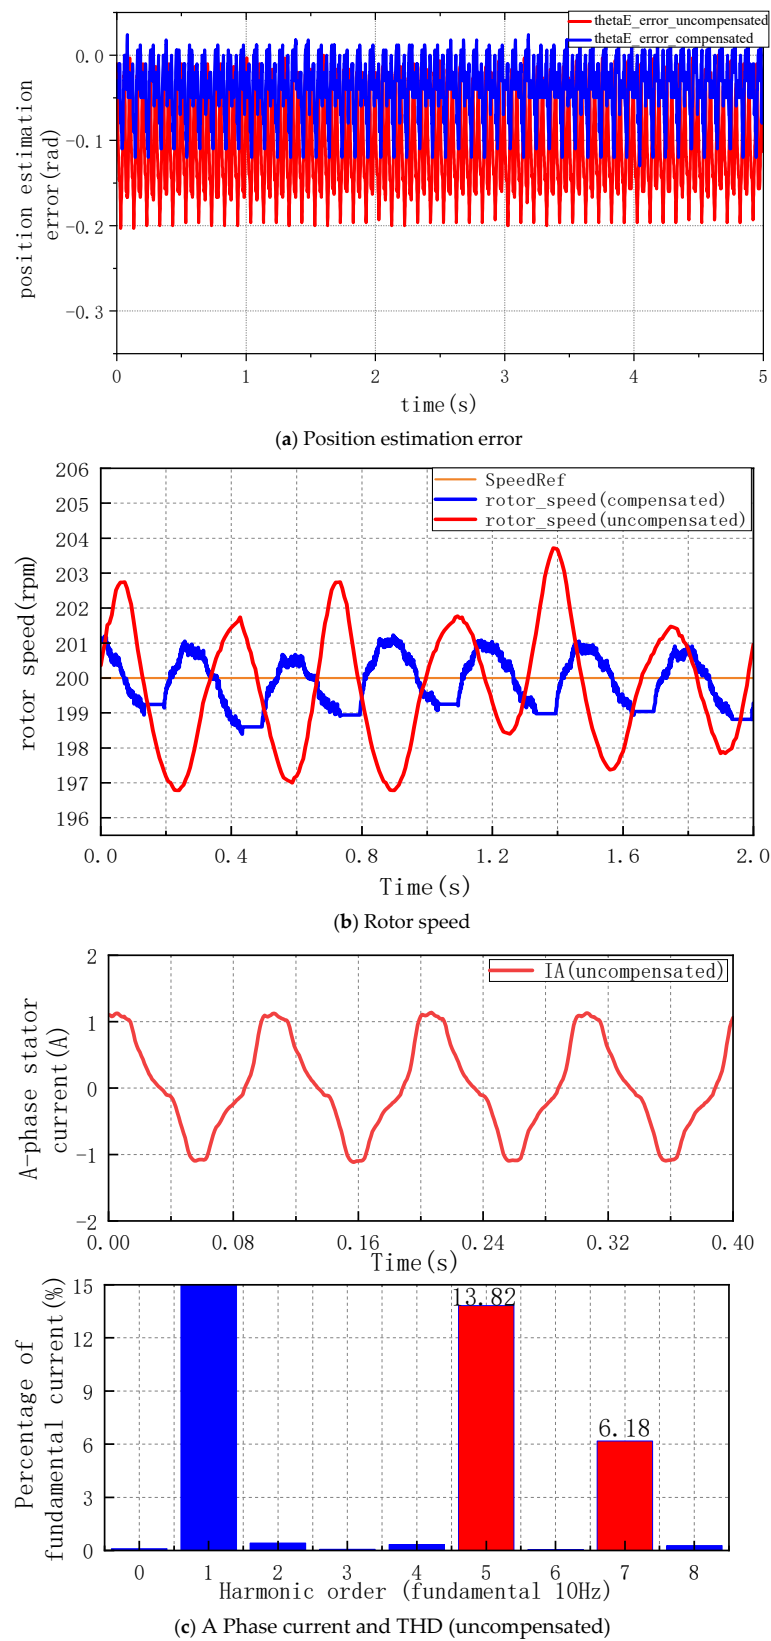 thetaE_error_uncompensated
thetaE_error_compensated
0.0
-0.1
-0.2
-0.3
position estimation
error(rad)
0 1 2 3 4 5
time(s)
(a) Position estimation error
206
205
204
203
202
201
200
199
198
197
196
rotor speed(rpm)
SpeedRef
rotor_speed(compensated)
rotor_speed(uncompensated)
0.0 0.4 0.8 1.2 1.6 2.0
Time(s)
(b) Rotor speed
2
1
0
-1
-2
A-phase stator
current(A)
IA(uncompensated)
0.00 0.08 0.16 0.24 0.32 0.40
Time(s)
15
12
9
6
3
0
Percentage of
fundamental current(%)
13.82
6.18
0 1 2 3 4 5 6 7 8
Harmonic order (fundamental 10Hz)
(c) A Phase current and THD (uncompensated)